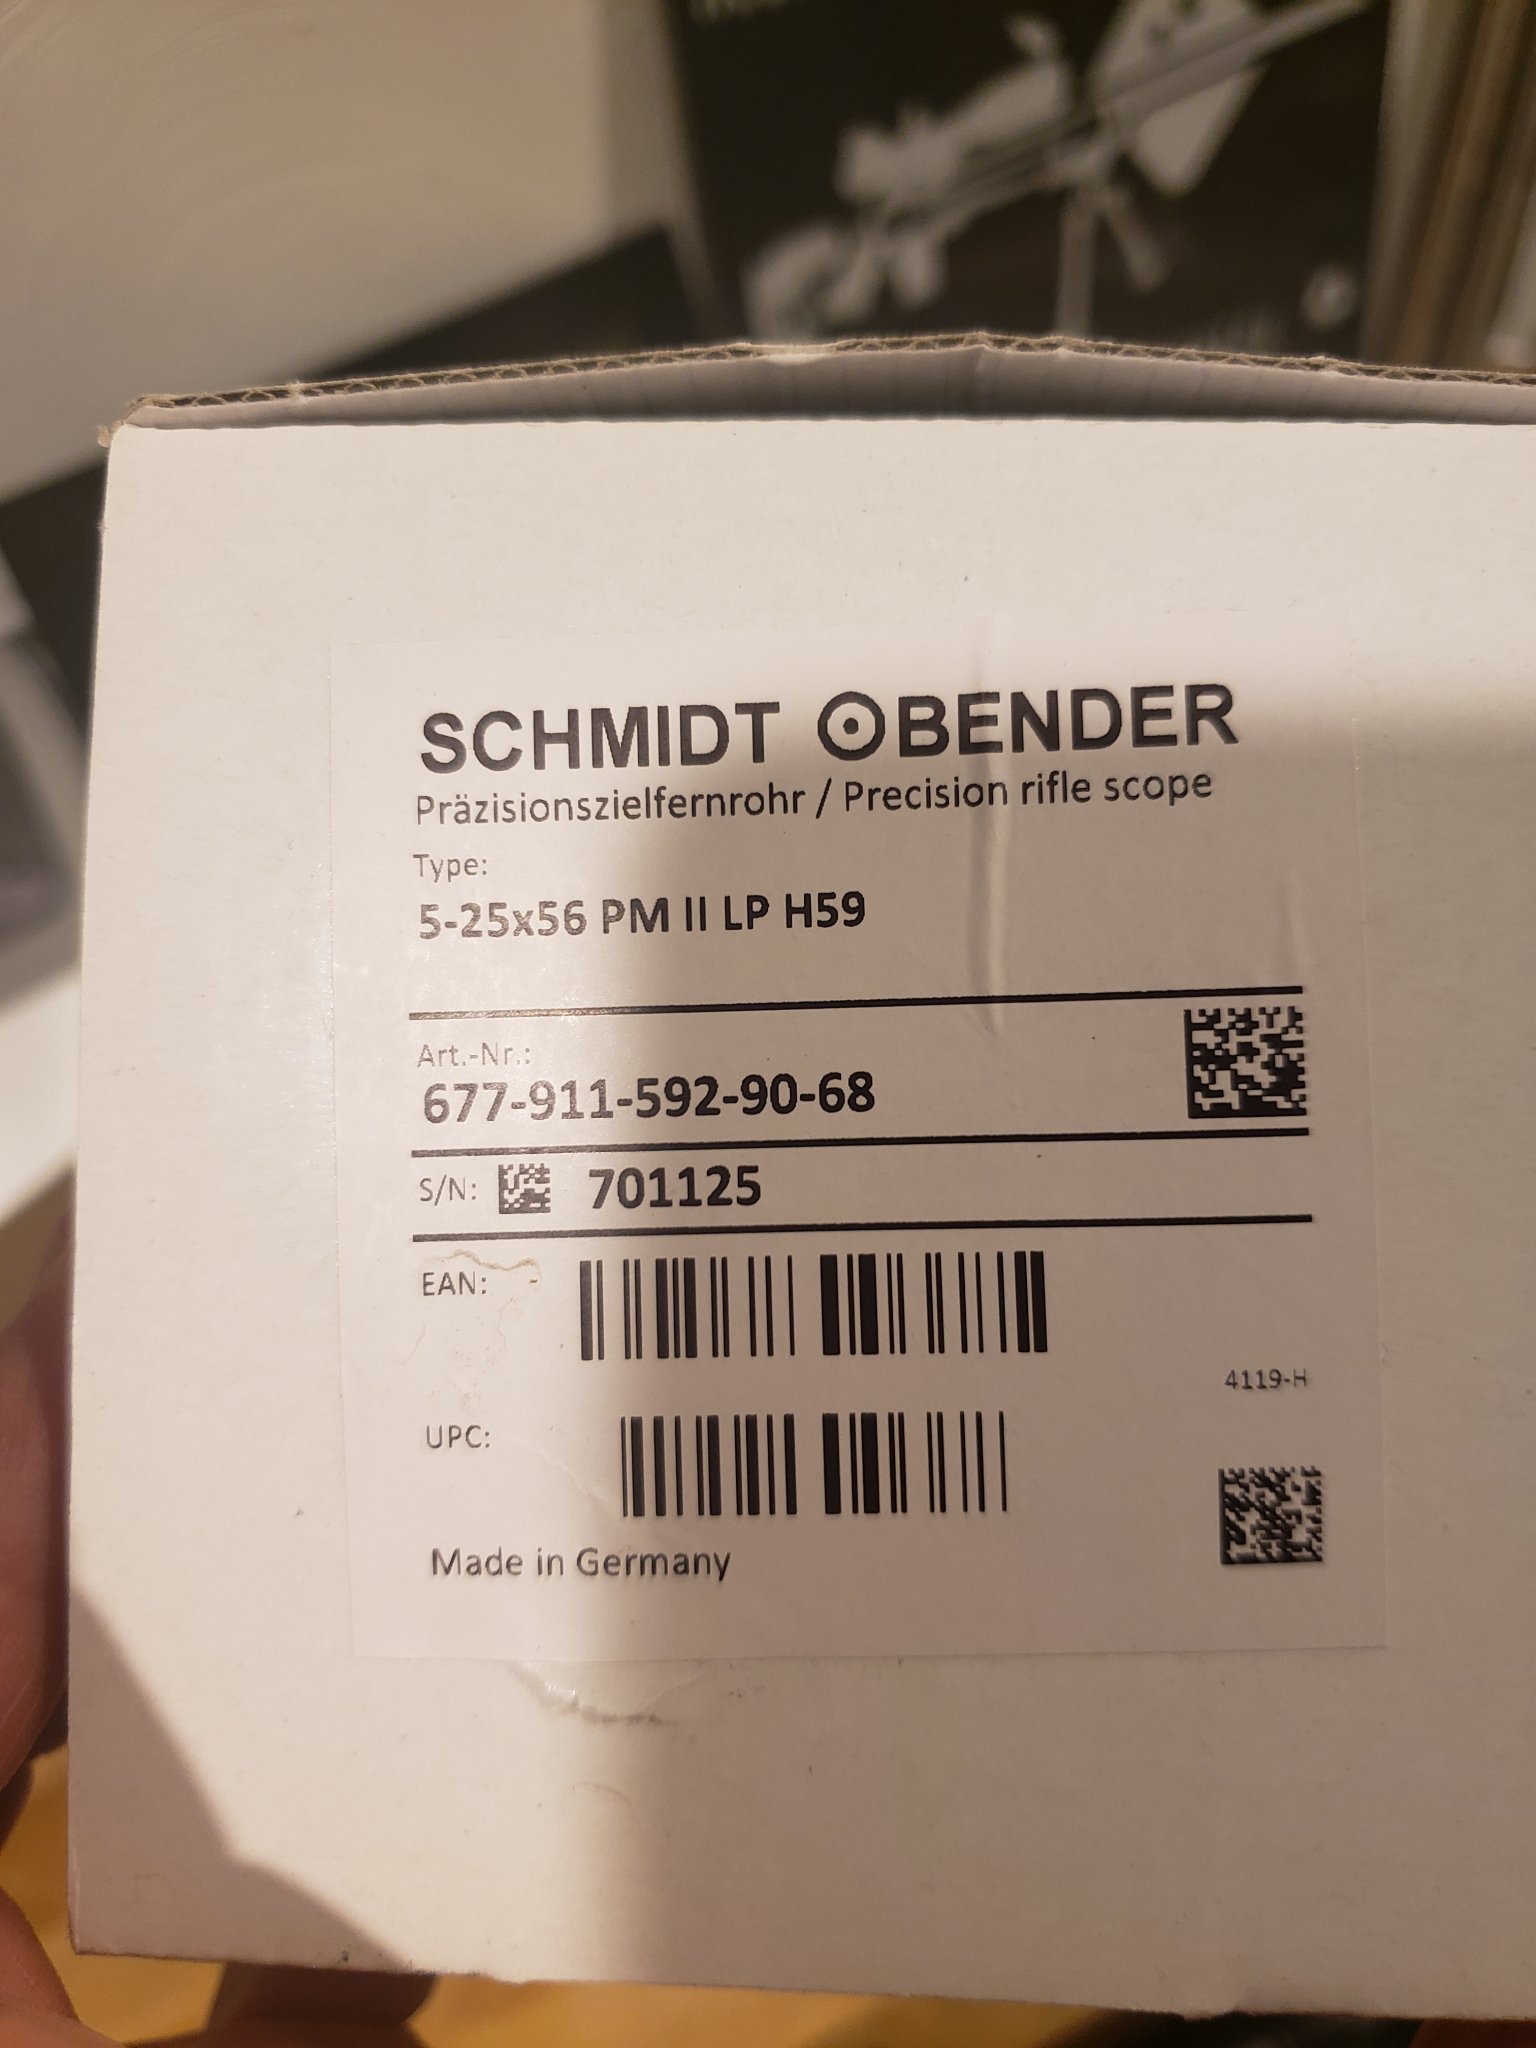 SCHMIDT BENDER
Präzisionszielfernrohr / Precision rifle scope
Type:
5-25x56 PM II LP H59
Art.-Nr.:
677-911-592-90-68
S/N: 701125
EAN: -
4119-H
UPC:
Made in Germany